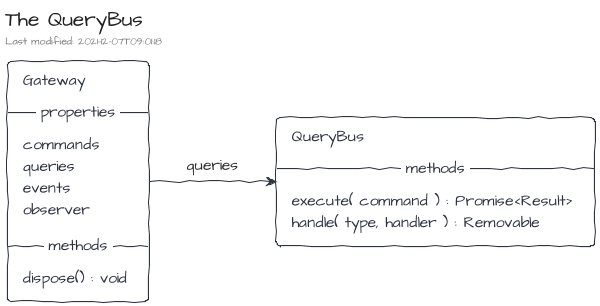 The QueryBus
Last modified: 2021-12-07T09:01:18
Gateway
properties
commands
queries
events
observer
methods
dispose() : void
queries
QueryBus
methods
execute( command ) : Promise<Result>
handle( type, handler ) : Removable